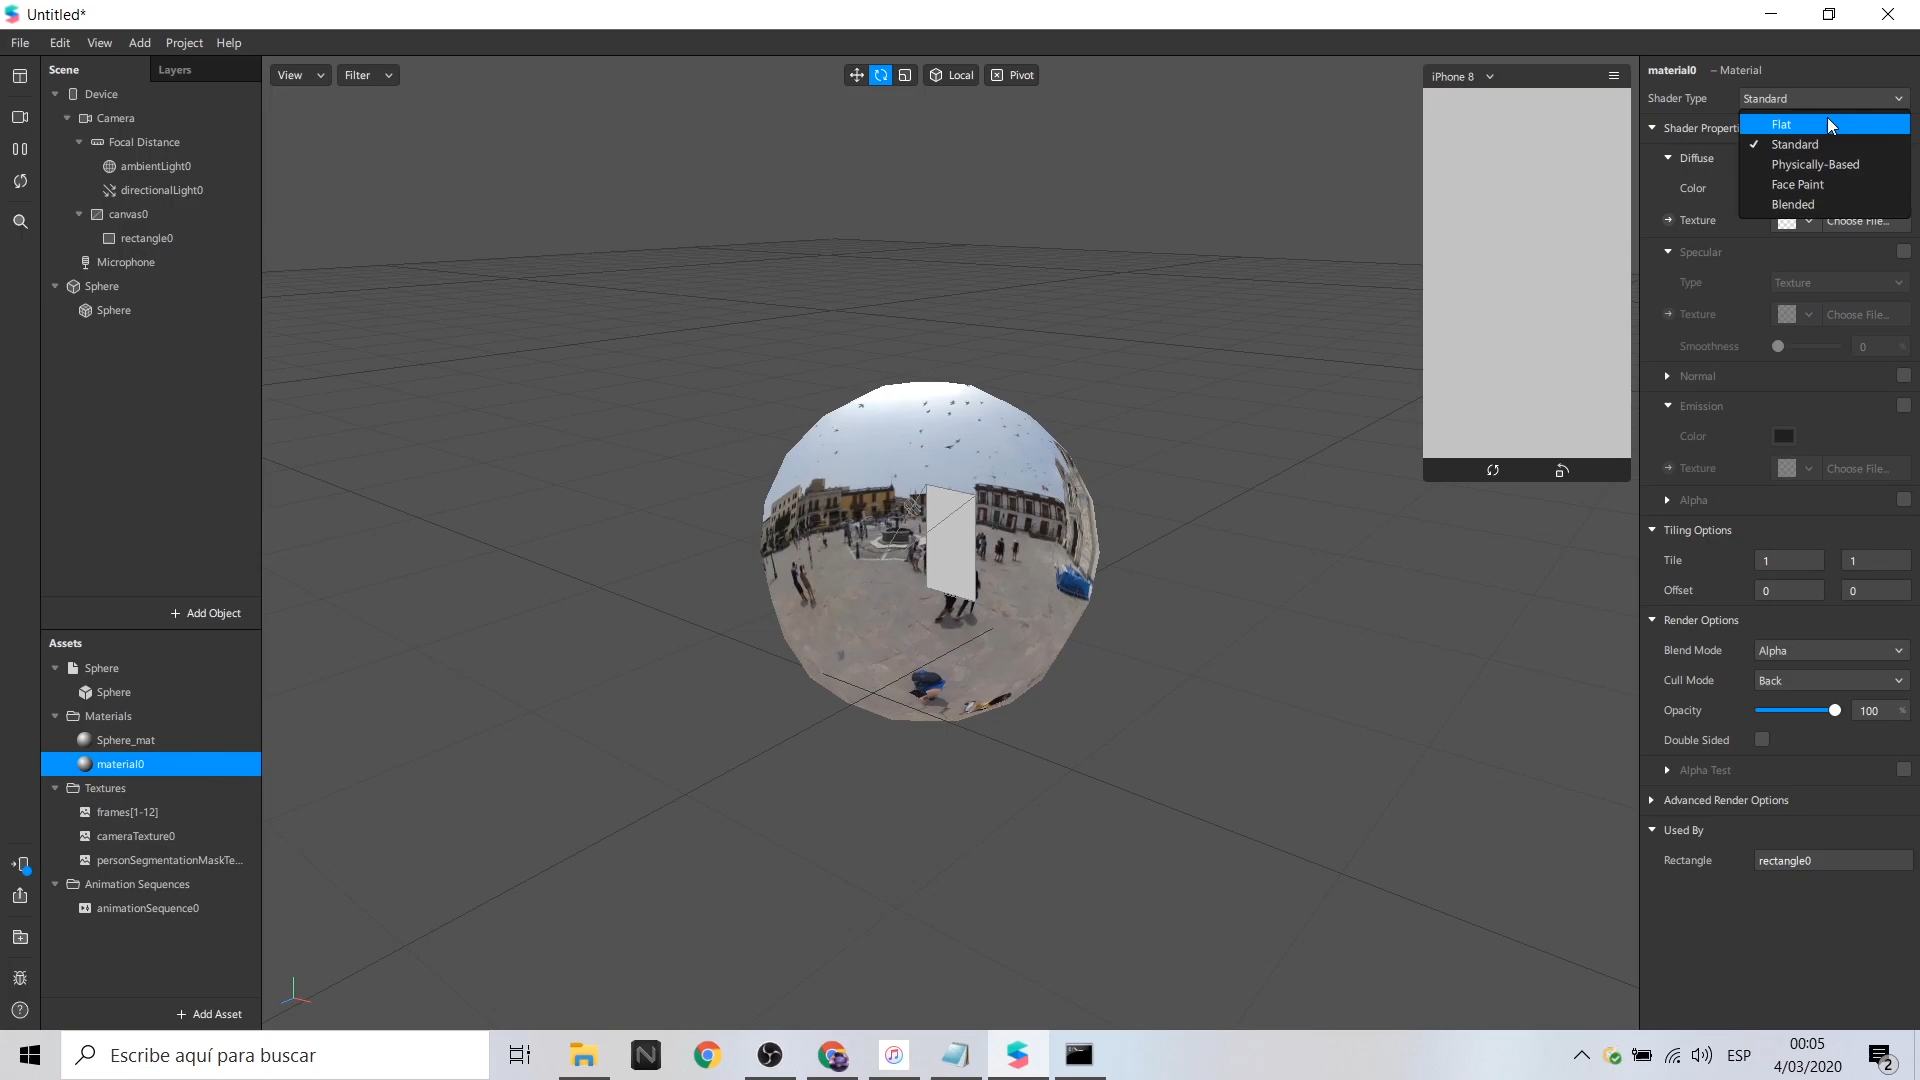 Untitled*
File Edit View Add Project Help
Scene Layers
Device
Camera
Focal Distance
ambientLight0
directionalLight0
canvas0
rectangle0
Microphone
Sphere
Sphere
+ Add Object
Assets
Sphere
Sphere
Materials
Sphere_mat
material0
Textures
frames[1-12]
cameraTexture0
personSegmentationMaskTe...
Animation Sequences
animationSequence0
+ Add Asset
View Filter
Local Pivot
iPhone 8
material0 – Material
Shader Type Standard
Flat
Standard
Physically-Based
Face Paint
Blended
Shader Properti
Diffuse
Color
Texture Choose File...
Specular
Type Texture
Texture Choose File...
Smoothness 0 %
Normal
Emission
Color
Texture Choose File...
Alpha
Tiling Options
Tile 1 1
Offset 0 0
Render Options
Blend Mode Alpha
Cull Mode Back
Opacity 100 %
Double Sided
Alpha Test
Advanced Render Options
Used By
Rectangle rectangle0
Escribe aquí para buscar
ESP
00:05
4/03/2020
2